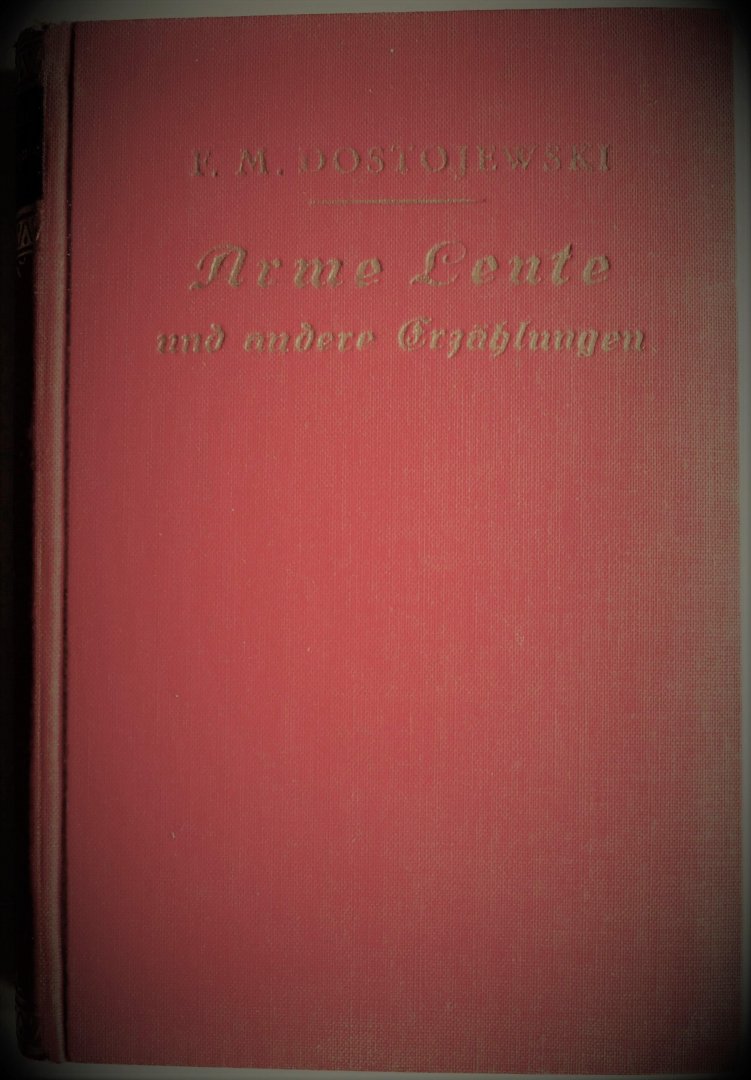 F. M. DOSTOJEWSKI
Arme Leute
und andere Erzählungen